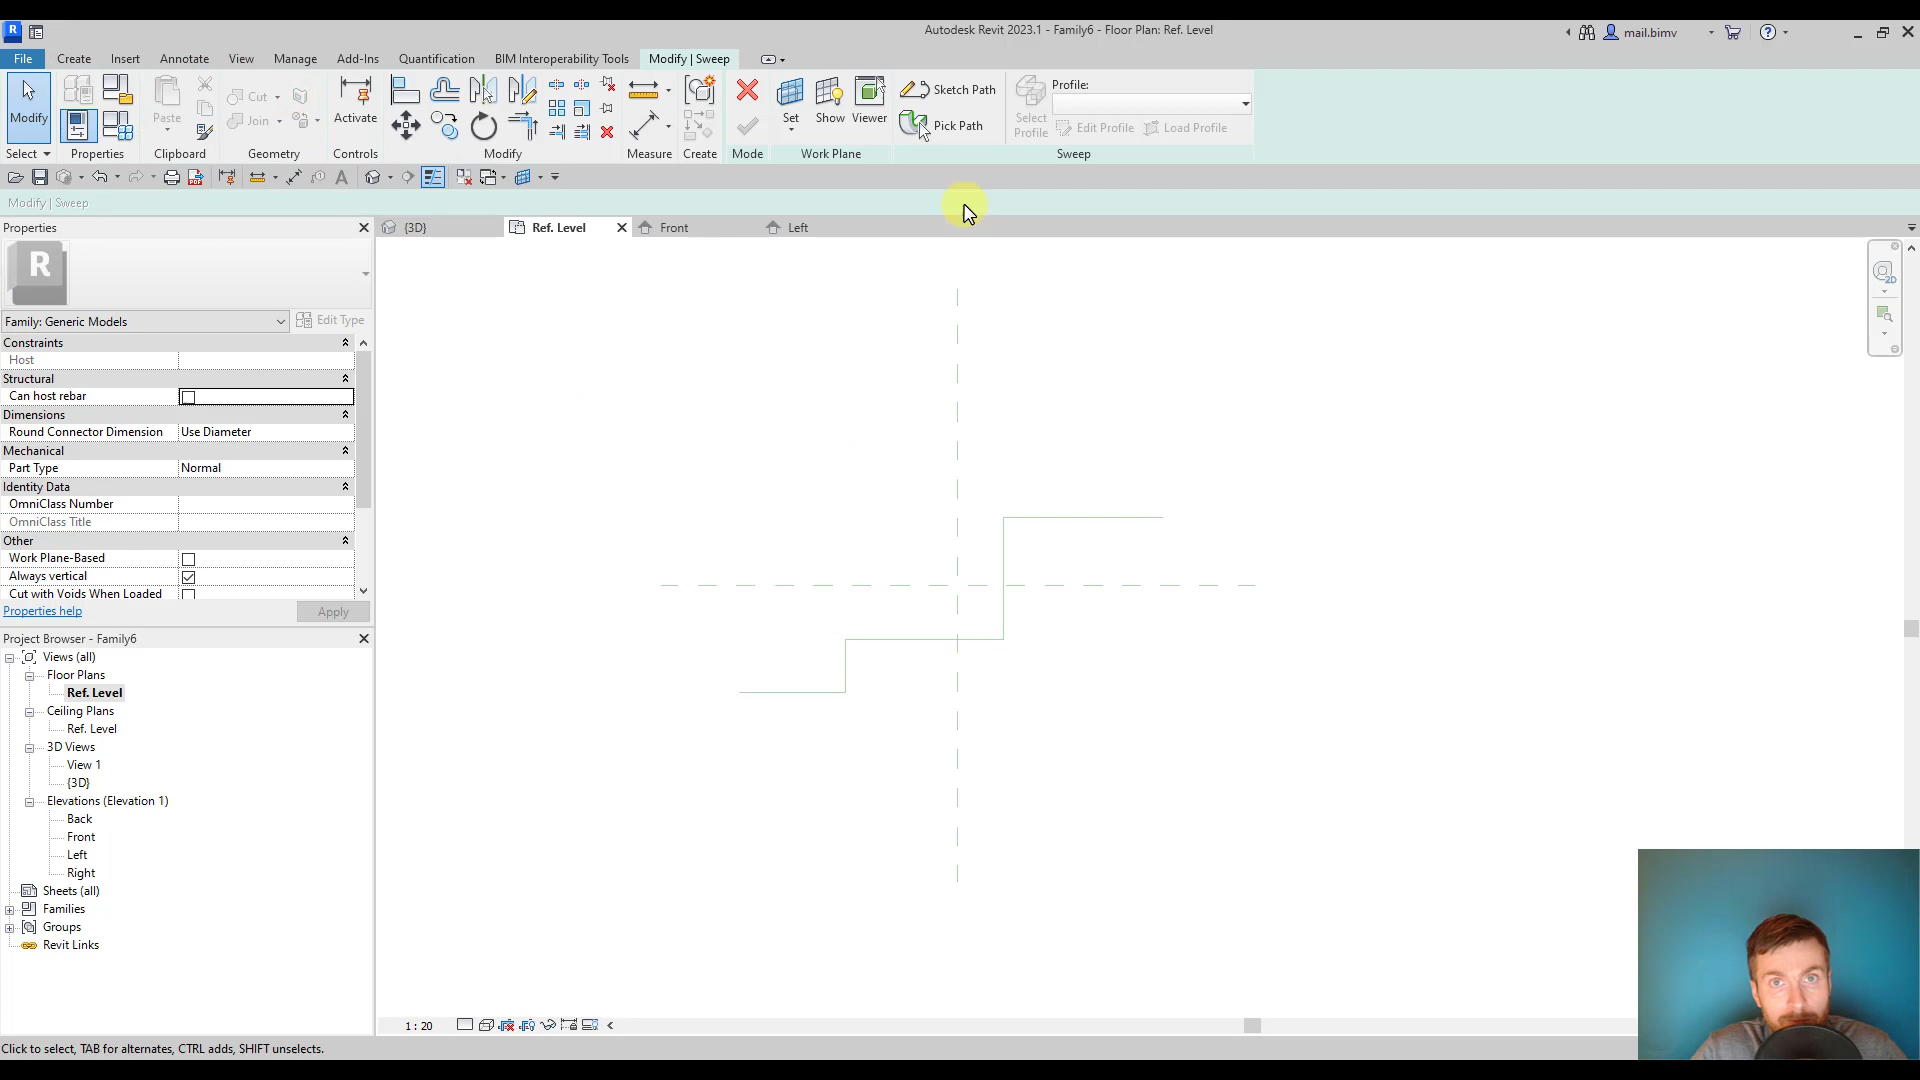 R
Autodesk Revit 2023.1 - Family6 - Floor Plan: Ref. Level
mail.bimv
File
Create
Insert
Annotate
View
Manage
Add-Ins
Quantification
BIM Interoperability Tools
Modify | Sweep
Modify
Paste
Cut
Join
Activate
Set
Show
Viewer
Sketch Path
Pick Path
Select Profile
Profile:
Edit Profile
Load Profile
Select
Properties
Clipboard
Geometry
Controls
Modify
Measure
Create
Mode
Work Plane
Sweep
Modify | Sweep
Properties
{3D}
Ref. Level
Front
Left
R
Family: Generic Models
Edit Type
Constraints
Host
Structural
Can host rebar
Dimensions
Round Connector Dimension Use Diameter
Mechanical
Part Type Normal
Identity Data
OmniClass Number
OmniClass Title
Other
Work Plane-Based
Always vertical
Cut with Voids When Loaded
Properties help
Apply
Project Browser - Family6
Views (all)
Floor Plans
Ref. Level
Ceiling Plans
Ref. Level
3D Views
View 1
{3D}
Elevations (Elevation 1)
Back
Front
Left
Right
Sheets (all)
Families
Groups
Revit Links
2D
1 : 20
Click to select, TAB for alternates, CTRL adds, SHIFT unselects.